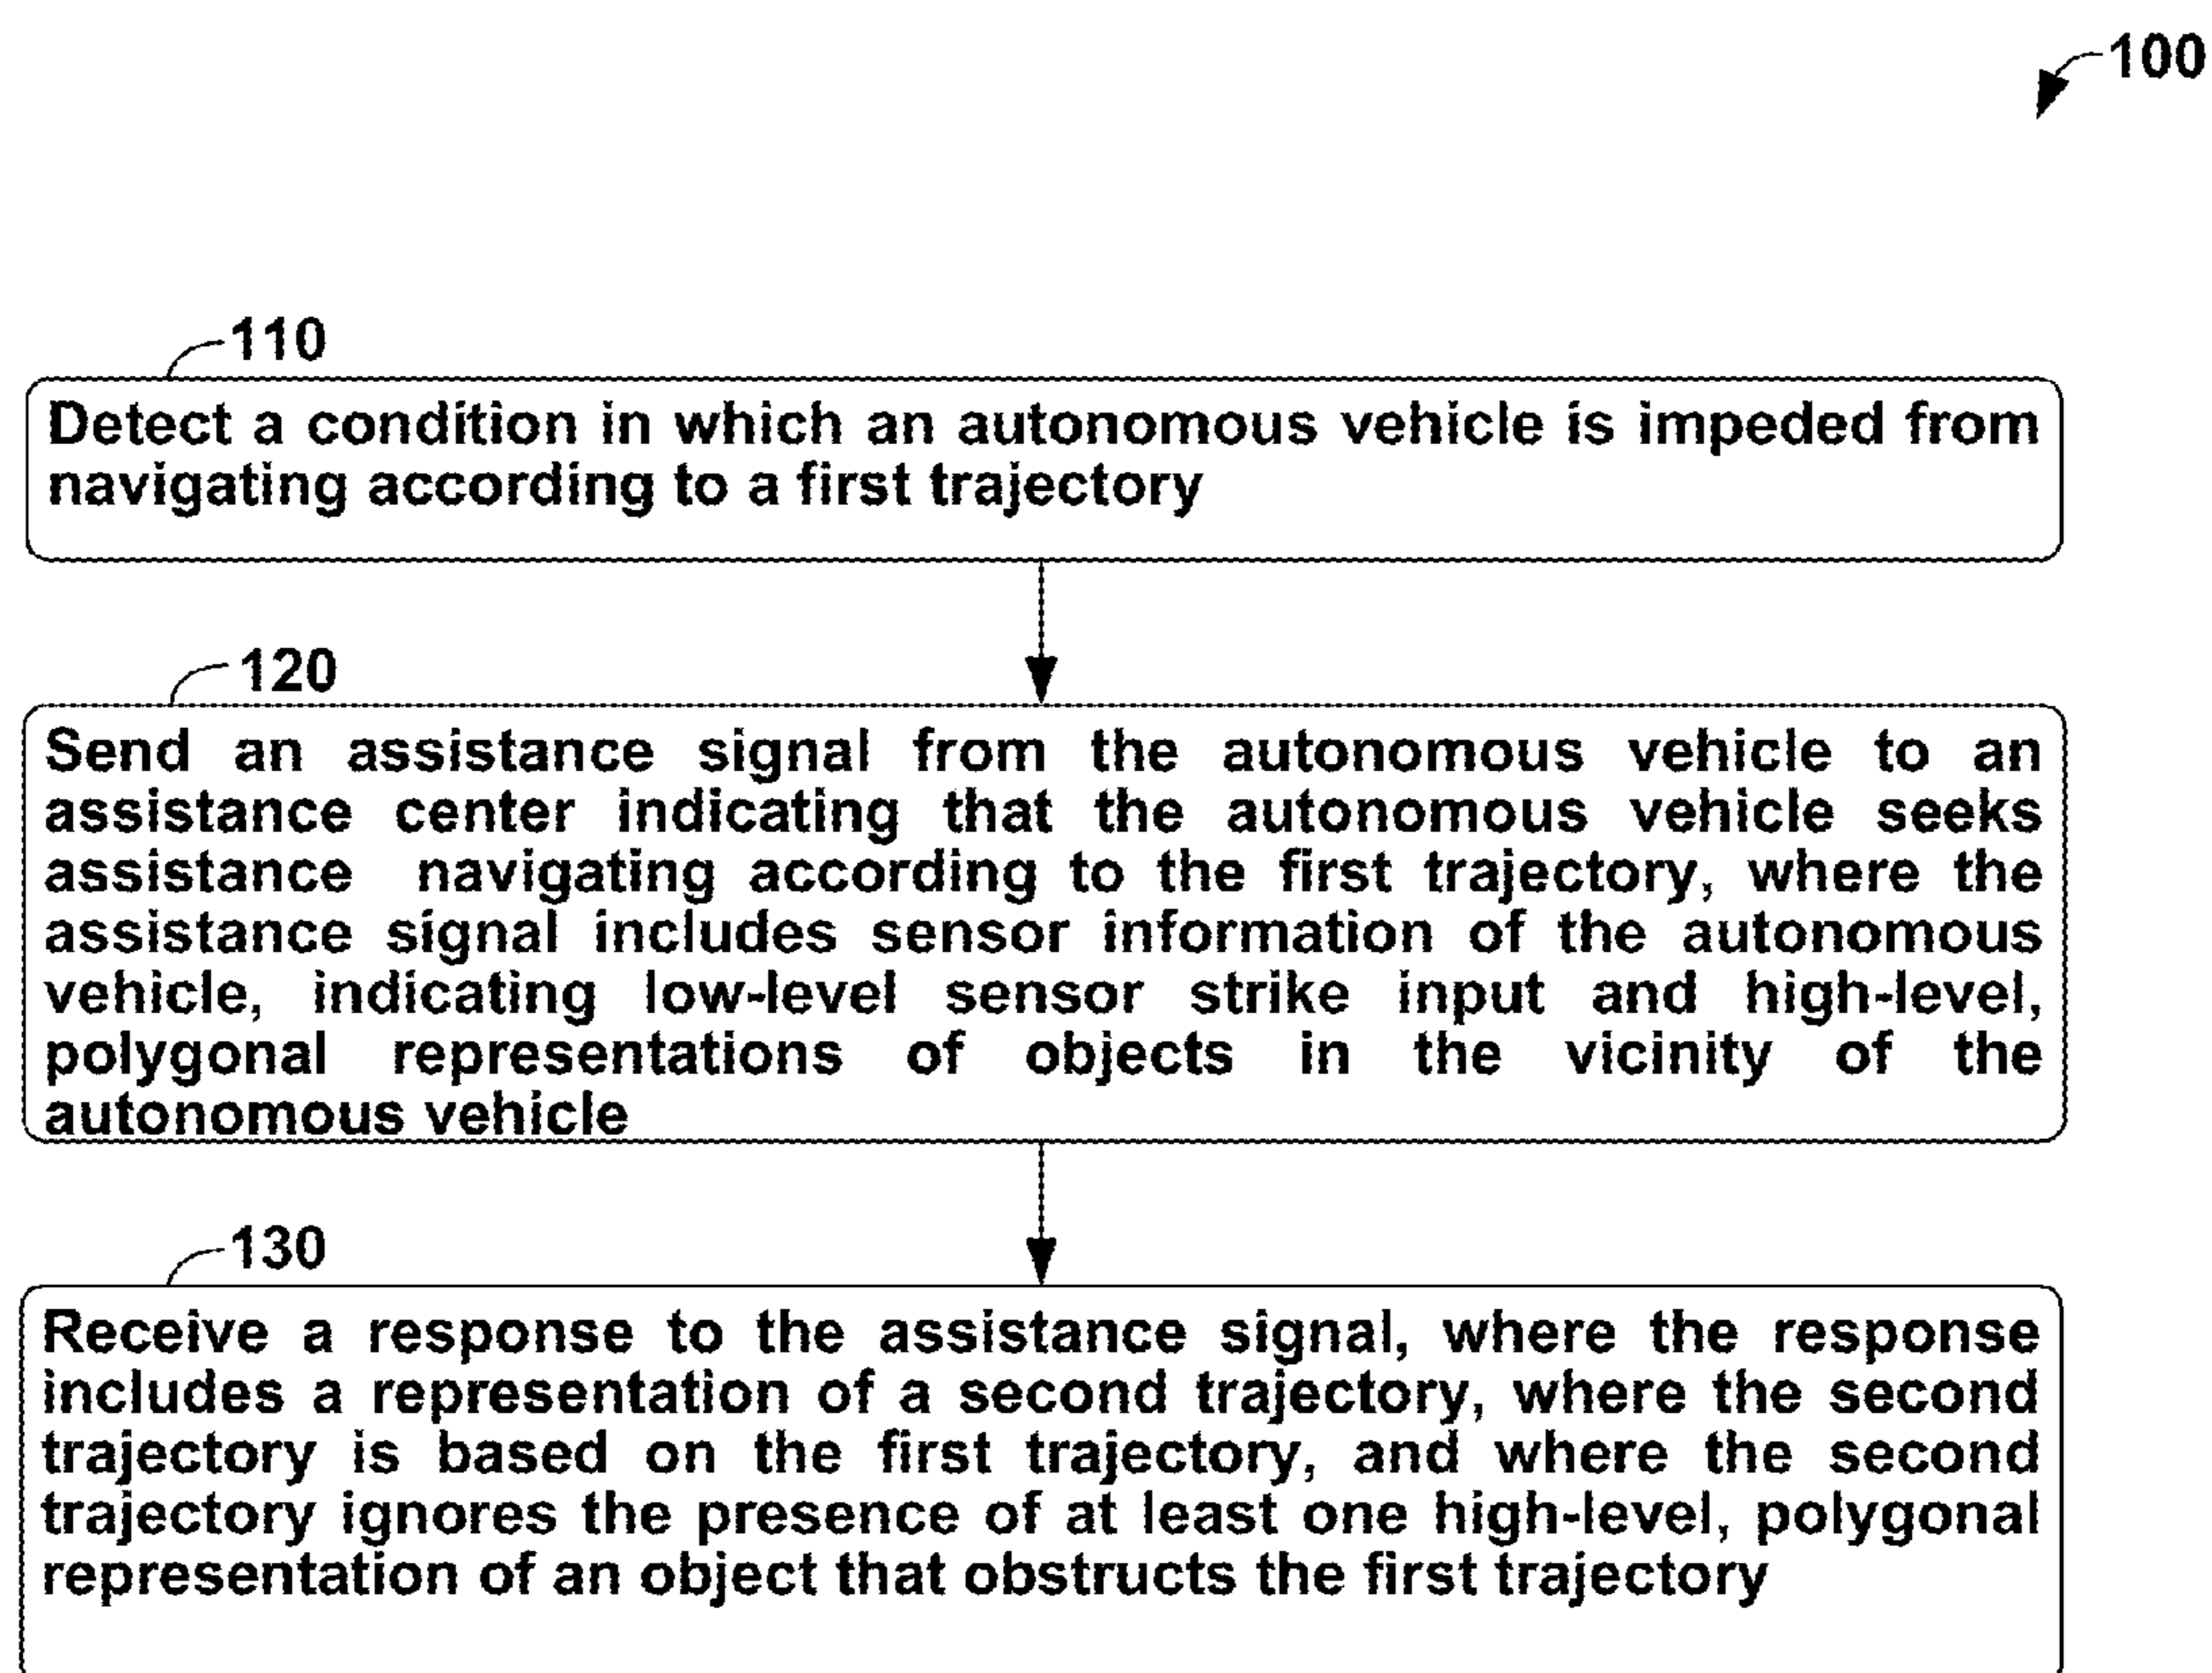 100
110
Detect a condition in which an autonomous vehicle is impeded from
navigating according to a first trajectory
120
Send an assistance signal from the autonomous vehicle to an
assistance center indicating that the autonomous vehicle seeks
assistance navigating according to the first trajectory, where the
assistance signal includes sensor information of the autonomous
vehicle, indicating low-level sensor strike input and high-level,
polygonal representations of objects in the vicinity of the
autonomous vehicle
130
Receive a response to the assistance signal, where the response
includes a representation of a second trajectory, where the second
trajectory is based on the first trajectory, and where the second
trajectory ignores the presence of at least one high-level, polygonal
representation of an object that obstructs the first trajectory